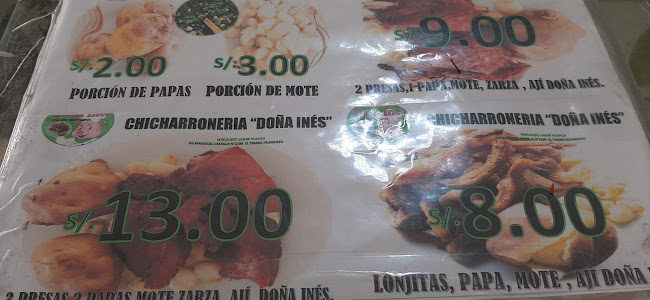 S/. 2.00
S/. 3.00
PORCIÓN DE PAPAS
PORCIÓN DE MOTE
S/. 9.00
2 PRESAS, 1 PAPA, MOTE, ZARZA , AJÍ DOÑA INÉS.
CHICHARRONERIA "DOÑA INÉS"
S/. 13.00
2 PRESAS 2 PAPAS MOTE ZARZA AJÍ DOÑA INÉS.
CHICHARRONERIA "DOÑA INÉS"
S/. 8.00
LONJITAS, PAPA, MOTE , AJI DOÑA